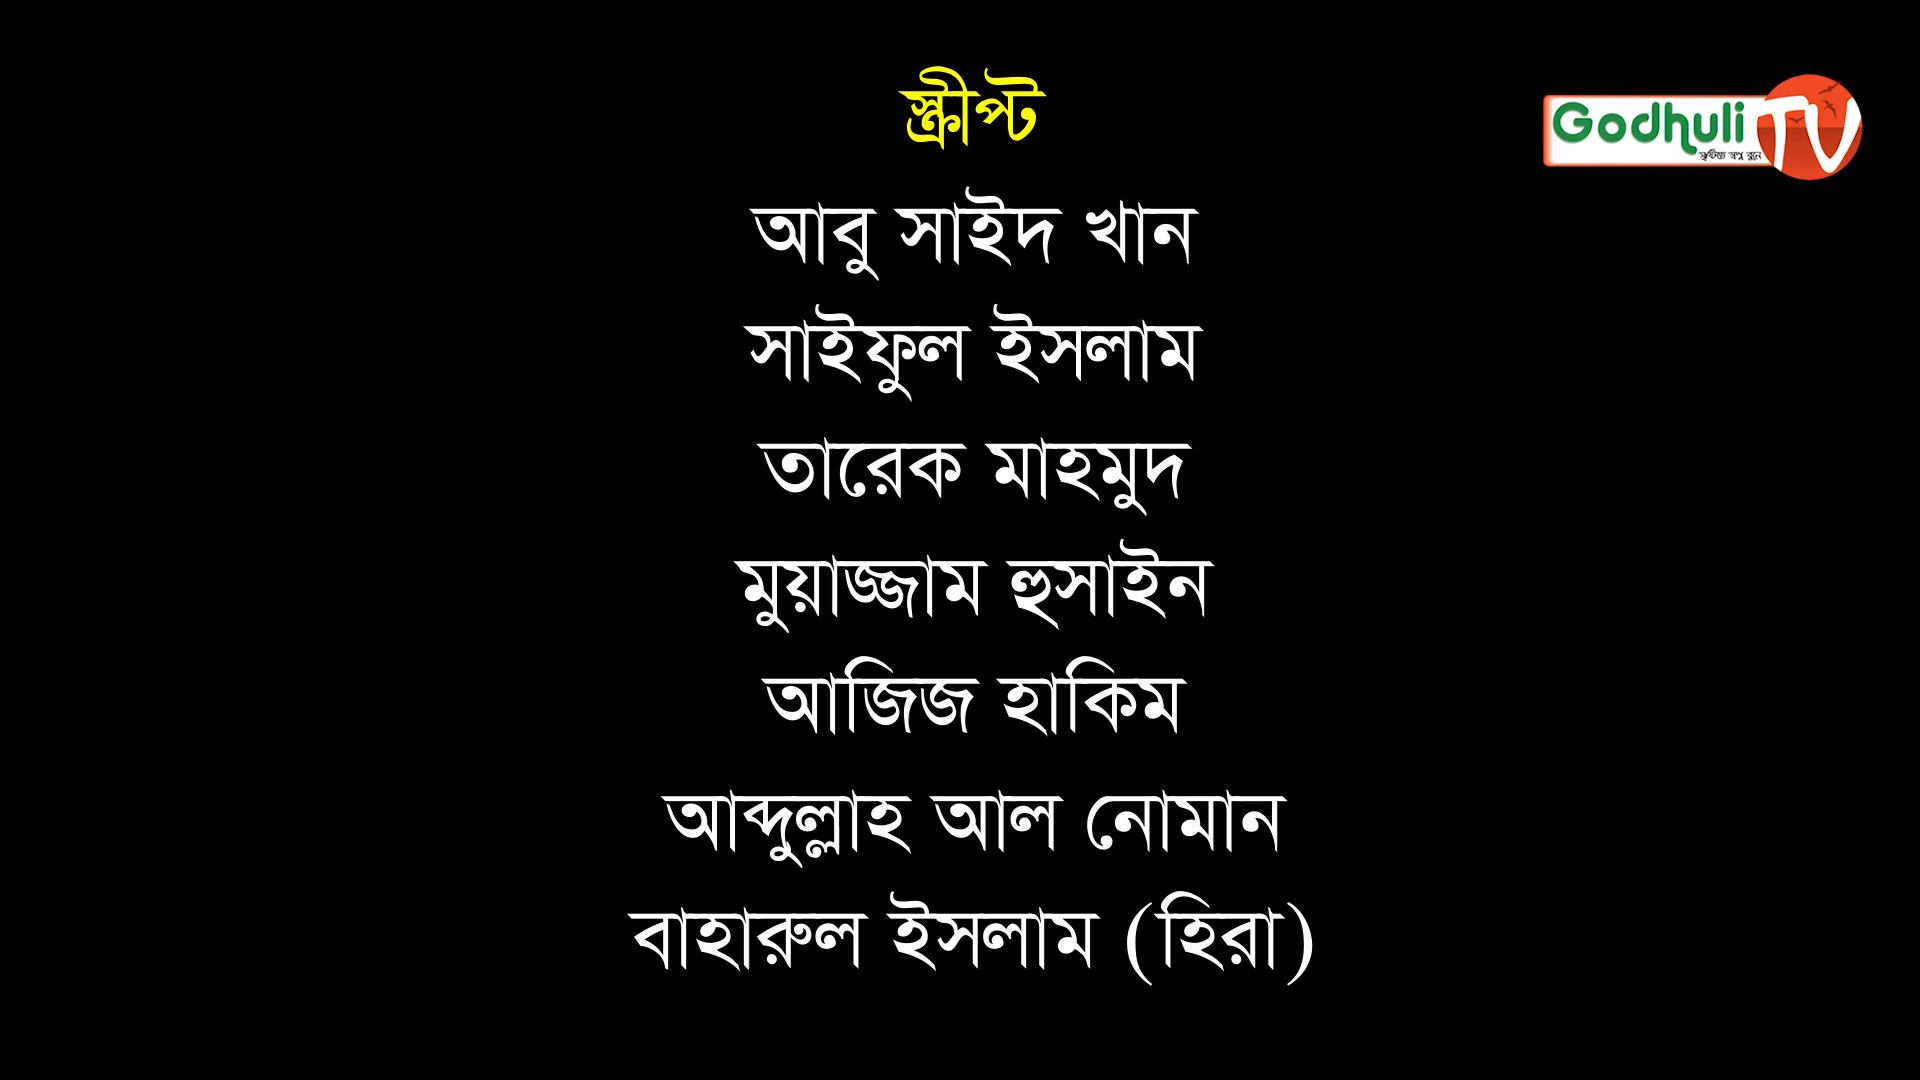 স্ক্রীপ্ট
Godhuli TV
আবু সাইদ খান
সাইফুল ইসলাম
তারেক মাহমুদ
মুয়াজ্জাম হুসাইন
আজিজ হাকিম
আব্দুল্লাহ আল নোমান
বাহারুল ইসলাম (হিরা)